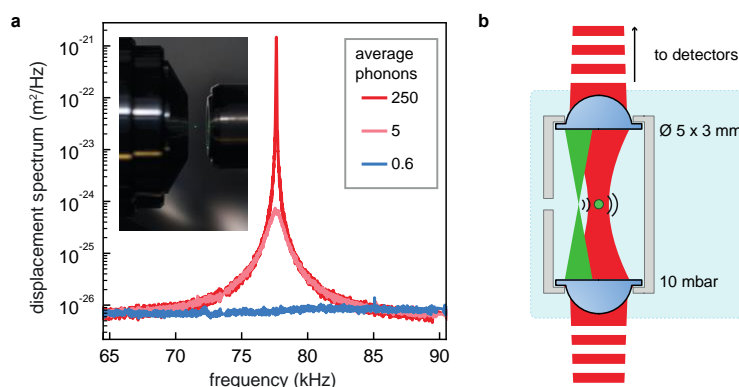 a
displacement spectrum (m²/Hz)
10⁻²¹
10⁻²²
10⁻²³
10⁻²⁴
10⁻²⁵
10⁻²⁶
65
70
75
80
85
90
frequency (kHz)
average
phonons
250
5
0.6
b
to detectors
Ø 5 x 3 mm
10 mbar